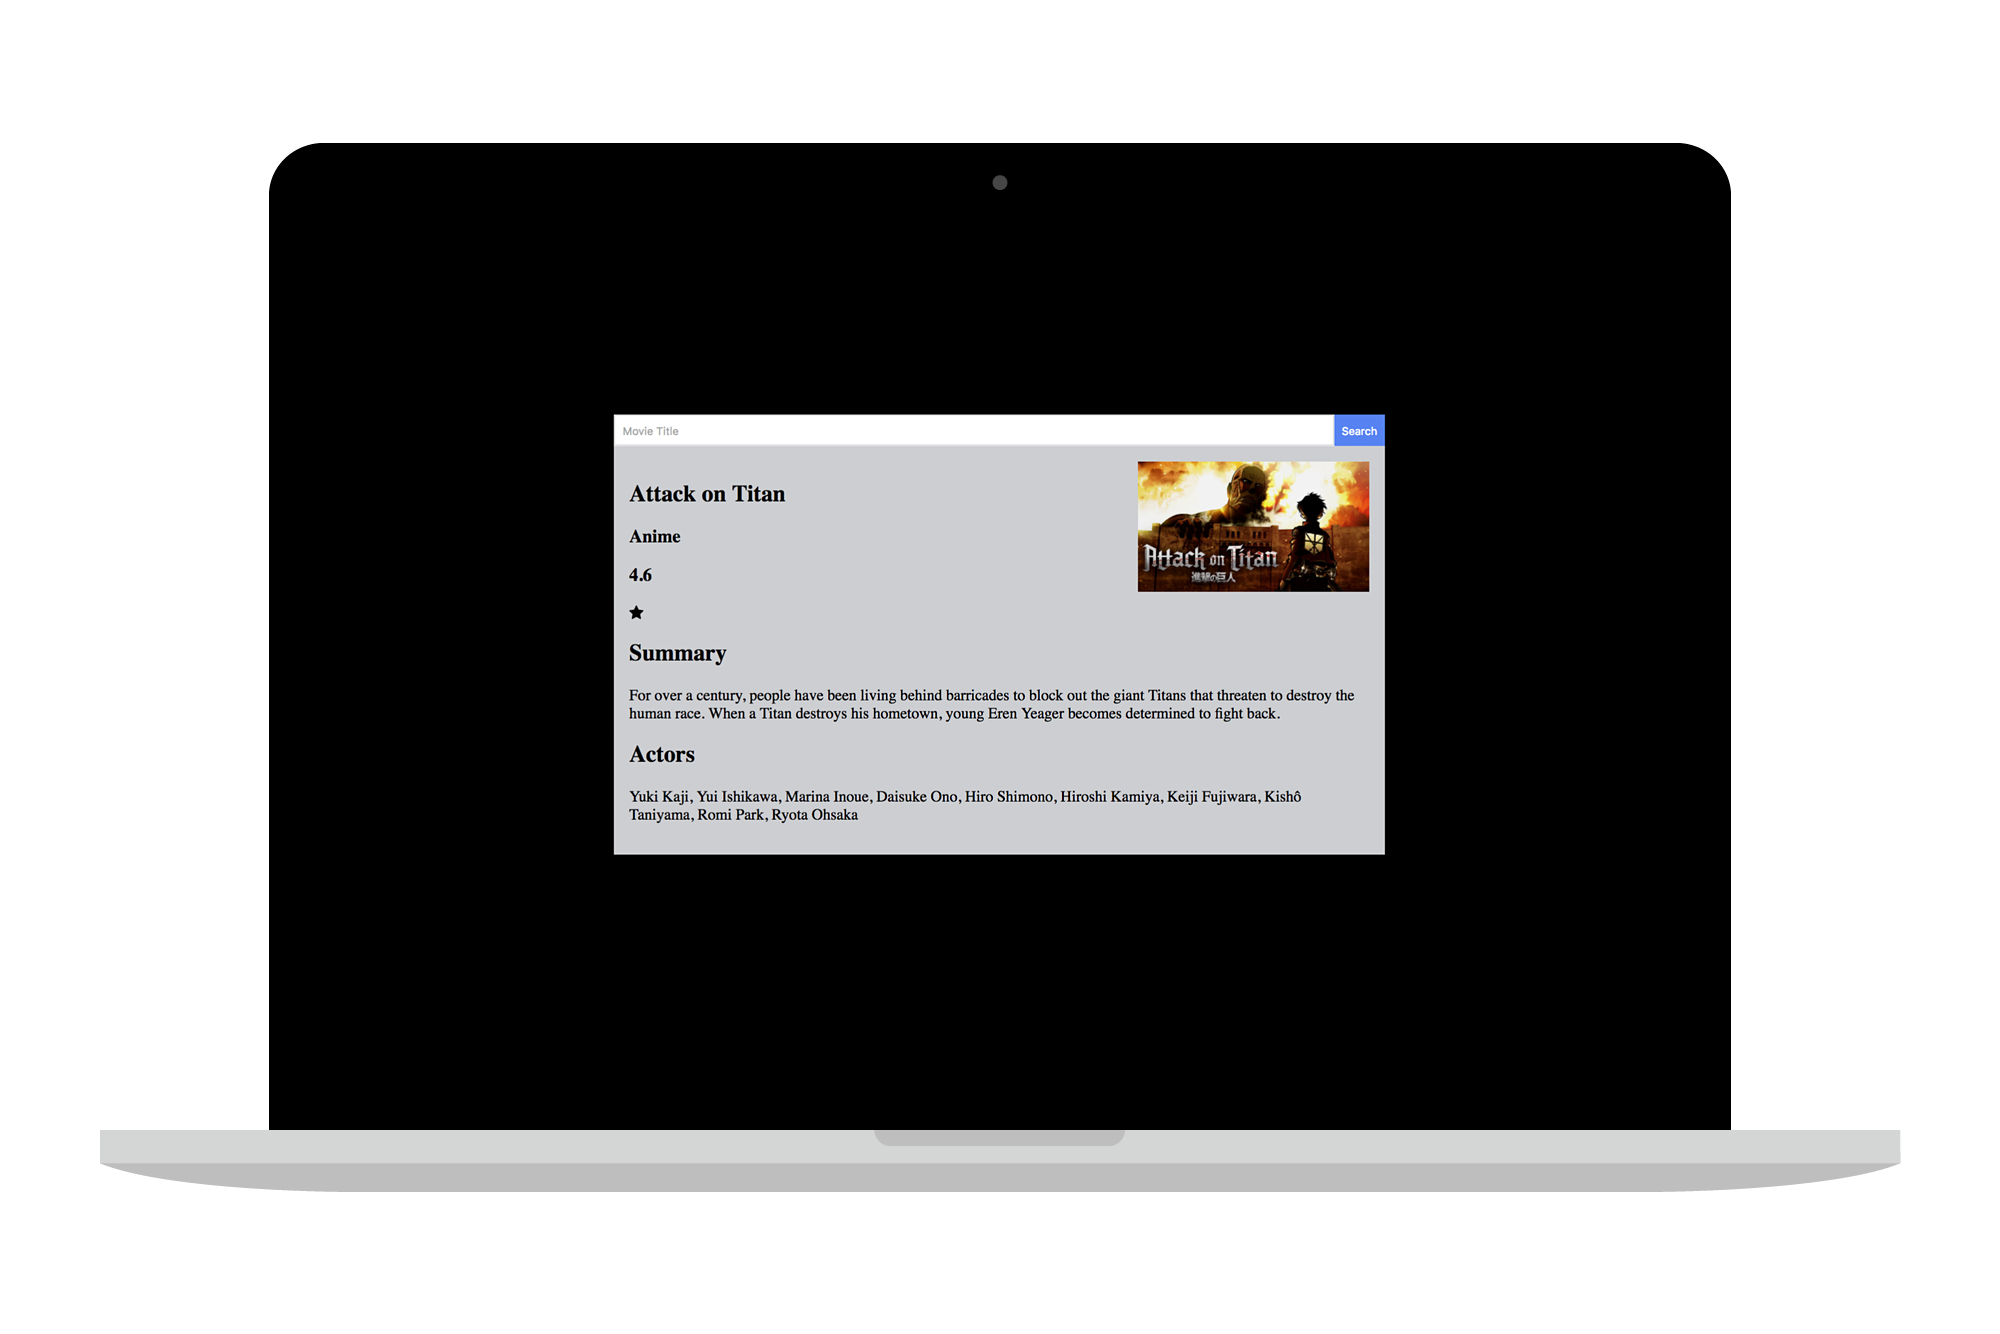 Movie Title
Search
Attack on Titan
Anime
4.6
Attack on Titan
進撃の巨人
Summary
For over a century, people have been living behind barricades to block out the giant Titans that threaten to destroy the
human race. When a Titan destroys his hometown, young Eren Yeager becomes determined to fight back.
Actors
Yuki Kaji, Yui Ishikawa, Marina Inoue, Daisuke Ono, Hiro Shimono, Hiroshi Kamiya, Keiji Fujiwara, Kishô
Taniyama, Romi Park, Ryota Ohsaka